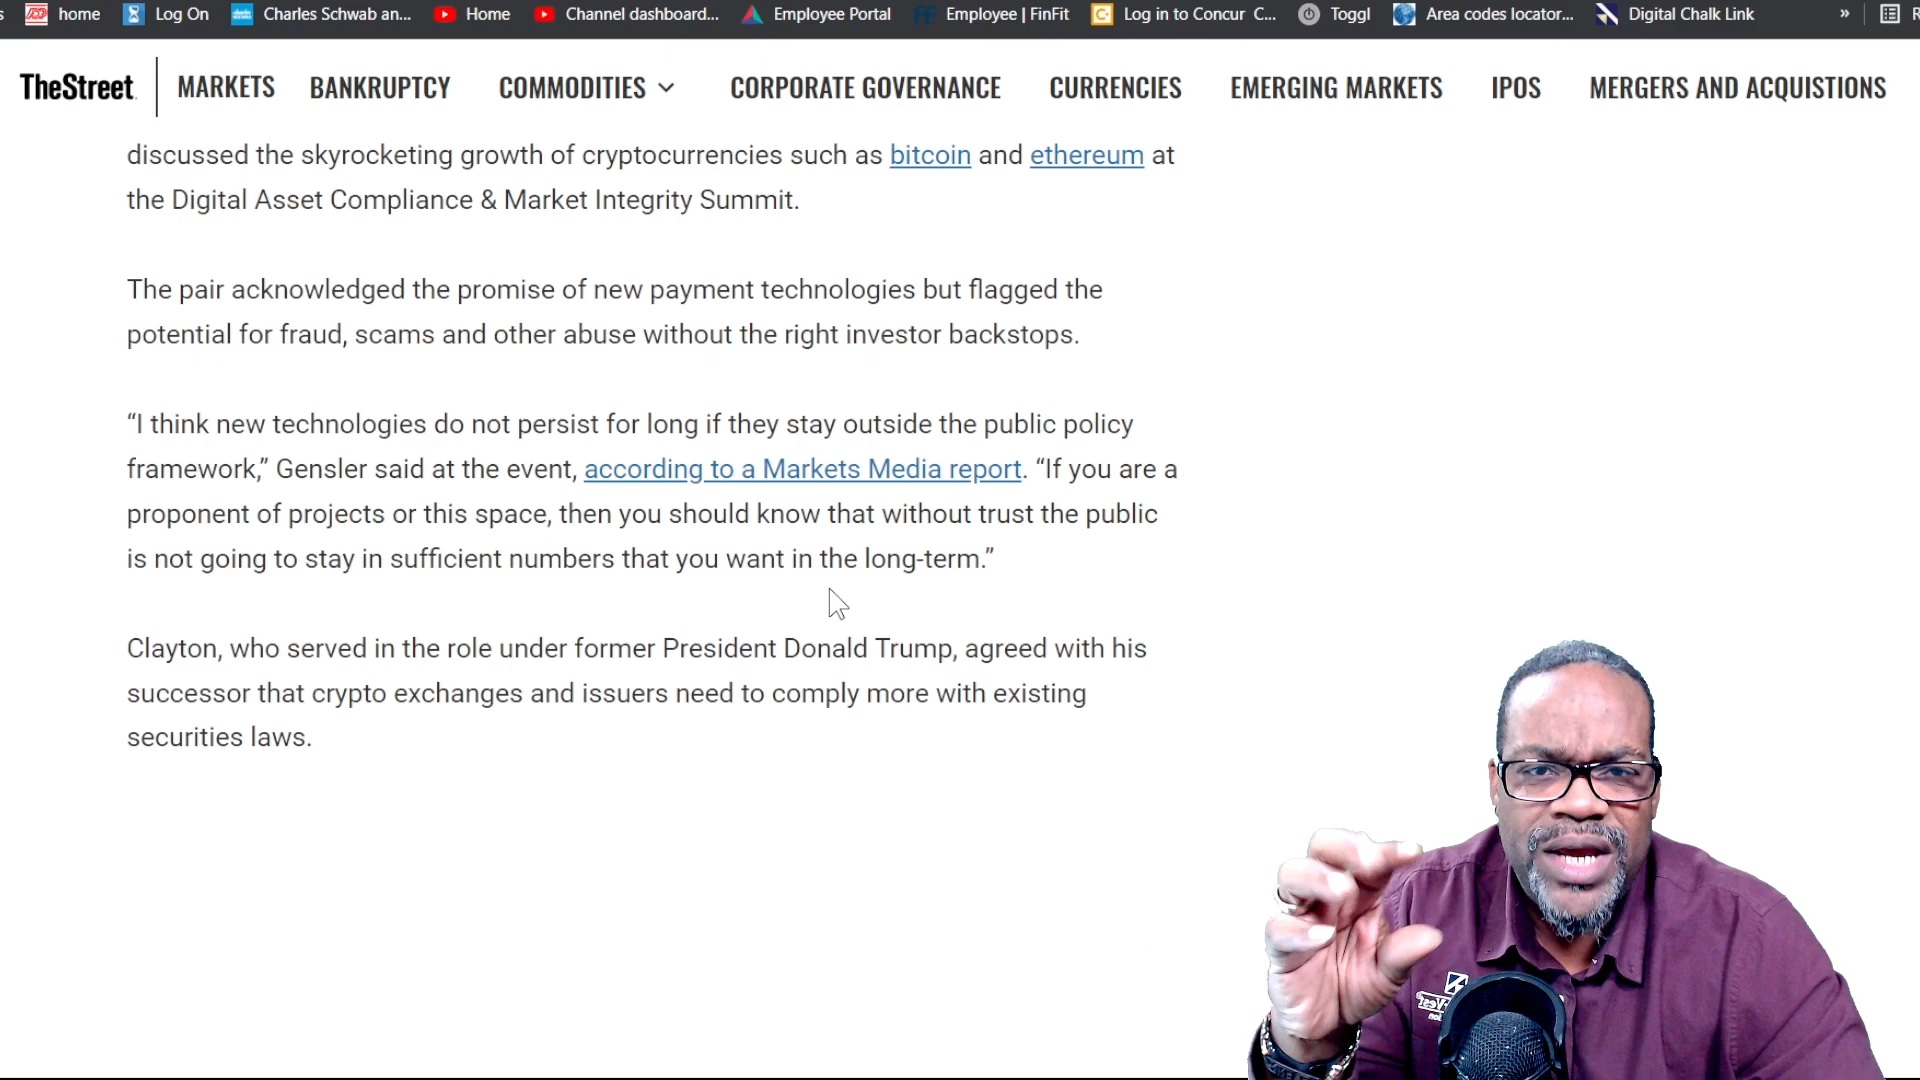 home Log On Charles Schwab an... Home Channel dashboard... Employee Portal FF Employee | FinFit Log in to Concur C... Toggl Area codes locator... Digital Chalk Link »
TheStreet MARKETS BANKRUPTCY COMMODITIES CORPORATE GOVERNANCE CURRENCIES EMERGING MARKETS IPOS MERGERS AND ACQUISTIONS
discussed the skyrocketing growth of cryptocurrencies such as bitcoin and ethereum at
the Digital Asset Compliance & Market Integrity Summit.
The pair acknowledged the promise of new payment technologies but flagged the
potential for fraud, scams and other abuse without the right investor backstops.
“I think new technologies do not persist for long if they stay outside the public policy
framework,” Gensler said at the event, according to a Markets Media report. “If you are a
proponent of projects or this space, then you should know that without trust the public
is not going to stay in sufficient numbers that you want in the long-term.”
Clayton, who served in the role under former President Donald Trump, agreed with his
successor that crypto exchanges and issuers need to comply more with existing
securities laws.